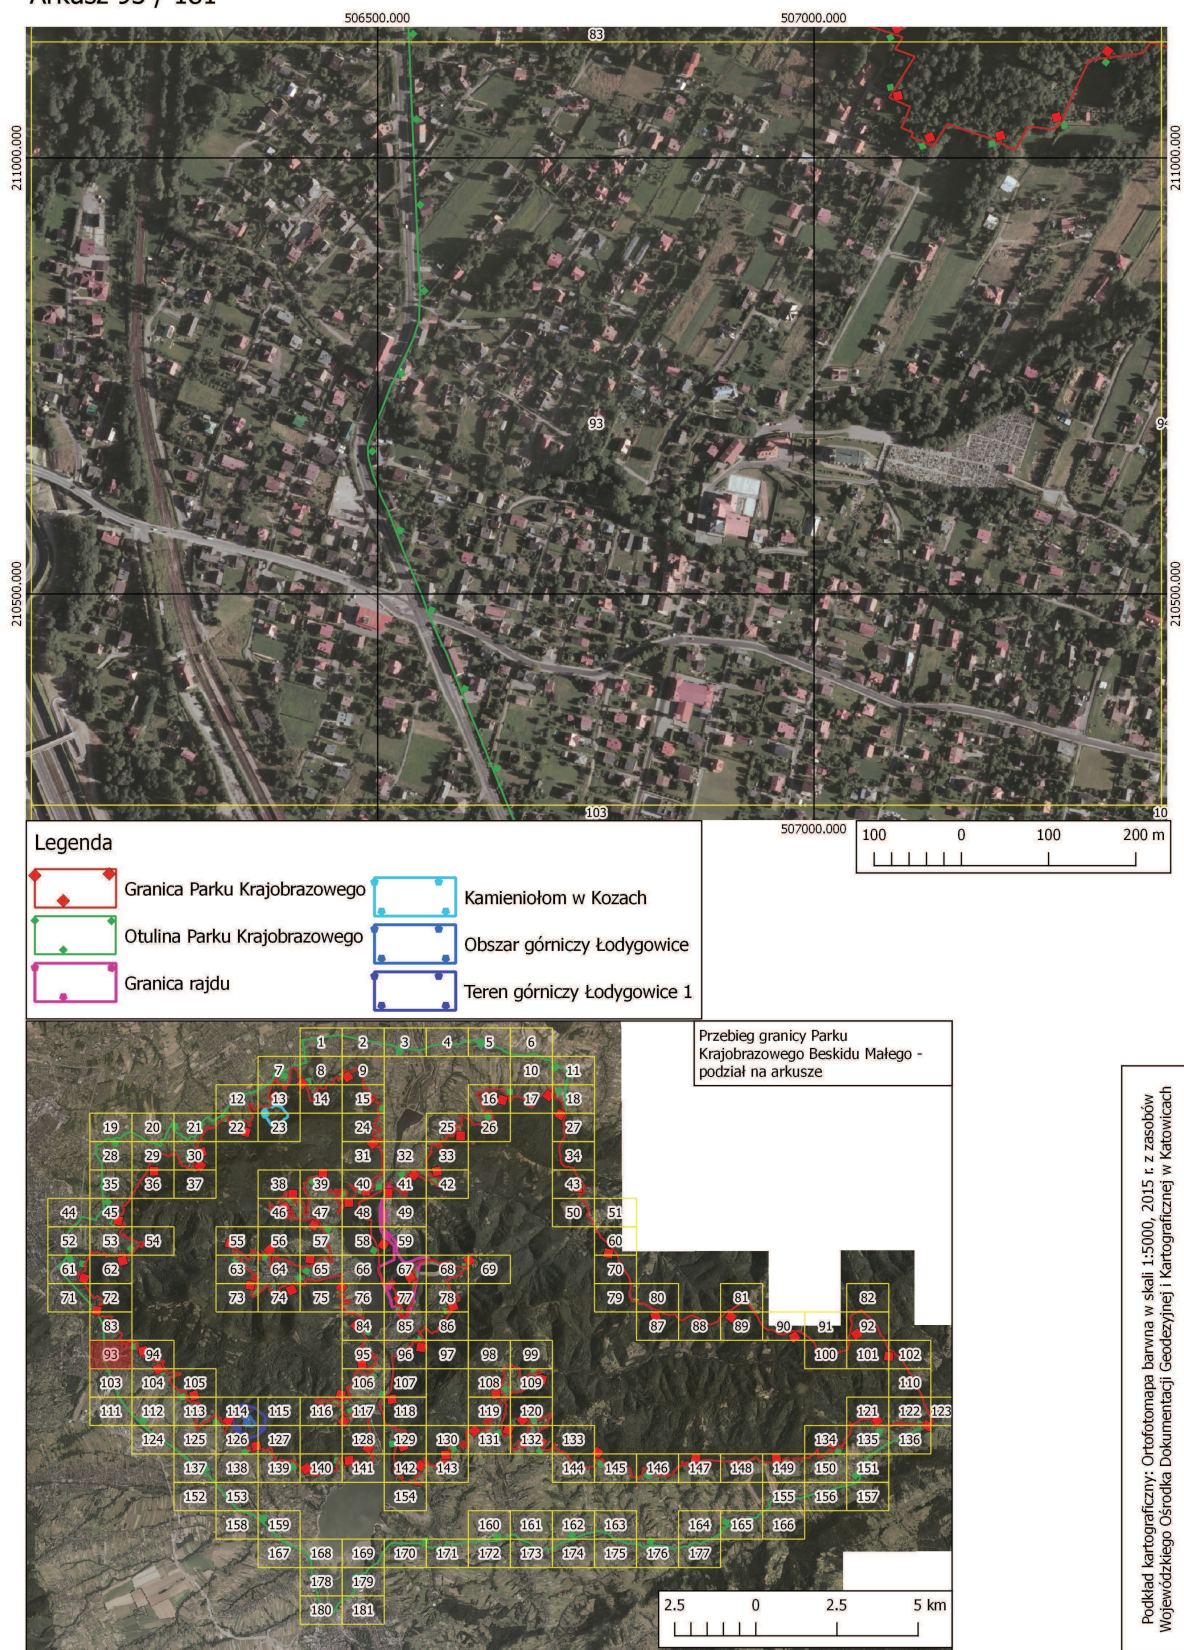 Arkusz 93 / 181
506500.000
507000.000
83
211000.000
211000.000
93
210500.000
210500.000
103
10
507000.000
Legenda
Granica Parku Krajobrazowego
Otulina Parku Krajobrazowego
Granica rajdu
Kamieniołom w Kozach
Obszar górniczy Łodygowice
Teren górniczy Łodygowice 1
100 0 100 200 m
Przebieg granicy Parku
Krajobrazowego Beskidu Małego -
podział na arkusze
1 2 3 4 5 6
7 8 9 10 11
12 13 14 15 16 17 18
19 20 21 22 23 24 25 26 27
28 29 30 31 32 33 34
35 36 37 38 39 40 41 42 43
44 45 46 47 48 49 50 51
52 53 54 55 56 57 58 59 60
61 62 63 64 65 66 67 68 69 70
71 72 73 74 75 76 77 78 79 80 81 82
83 84 85 86 87 88 89 90 91 92
93 94 95 96 97 98 99 100 101 102
103 104 105 106 107 108 109 110
111 112 113 114 115 116 117 118 119 120 121 122 123
124 125 126 127 128 129 130 131 132 133 134 135 136
137 138 139 140 141 142 143 144 145 146 147 148 149 150 151
152 153 154 155 156 157
158 159 160 161 162 163 164 165 166
167 168 169 170 171 172 173 174 175 176 177
178 179
180 181
2.5 0 2.5 5 km
Podkład kartograficzny: Ortofotomapa barwna w skali 1:5000, 2015 r. z zasobów
Wojewódzkiego Ośrodka Dokumentacji Geodezyjnej i Kartograficznej w Katowicach